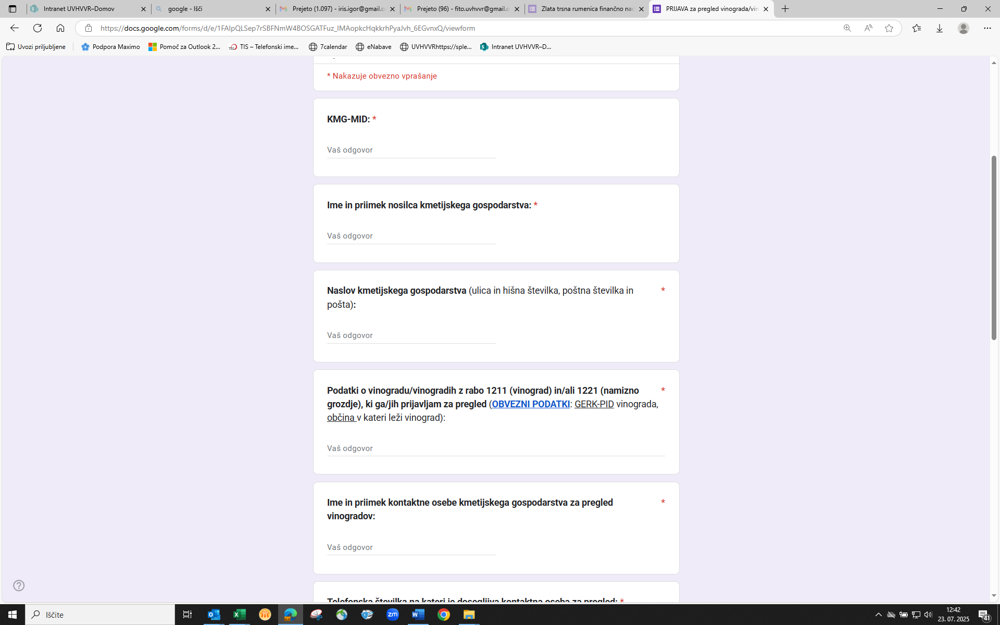 Intranet UVHVVR–Domov
google - Išči
Prejeto (1.097) - iris.igor@gmail.c
Prejeto (96) - fito.uvhvvr@gmail.c
Zlata trsna rumenica finančno nad
PRIJAVA za pregled vinograda/vin
https://docs.google.com/forms/d/e/1FAIpQLSep7rSBFNmW4BOSGATFuz_IMAopkcHqkkrhPyaJvh_6EGvnxQ/viewform
Uvozi priljubljene
Podpora Maximo
Pomoč za Outlook 2...
TIS – Telefonski ime...
7calendar
eNabave
UVHVVRhttps://sple...
Intranet UVHVVR–D...
* Nakazuje obvezno vprašanje
KMG-MID: *
Vaš odgovor
Ime in priimek nosilca kmetijskega gospodarstva: *
Vaš odgovor
Naslov kmetijskega gospodarstva (ulica in hišna številka, poštna številka in *
pošta):
Vaš odgovor
Podatki o vinogradu/vinogradih z rabo 1211 (vinograd) in/ali 1221 (namizno *
grozdje), ki ga/jih prijavljam za pregled (OBVEZNI PODATKI: GERK-PID vinograda,
občina v kateri leži vinograd):
Vaš odgovor
Ime in priimek kontaktne osebe kmetijskega gospodarstva za pregled *
vinogradov:
Vaš odgovor
Telefonska številka na kateri je dosegljiva kontaktna oseba za pregled: *
Iščite
12:42
23. 07. 2025
41